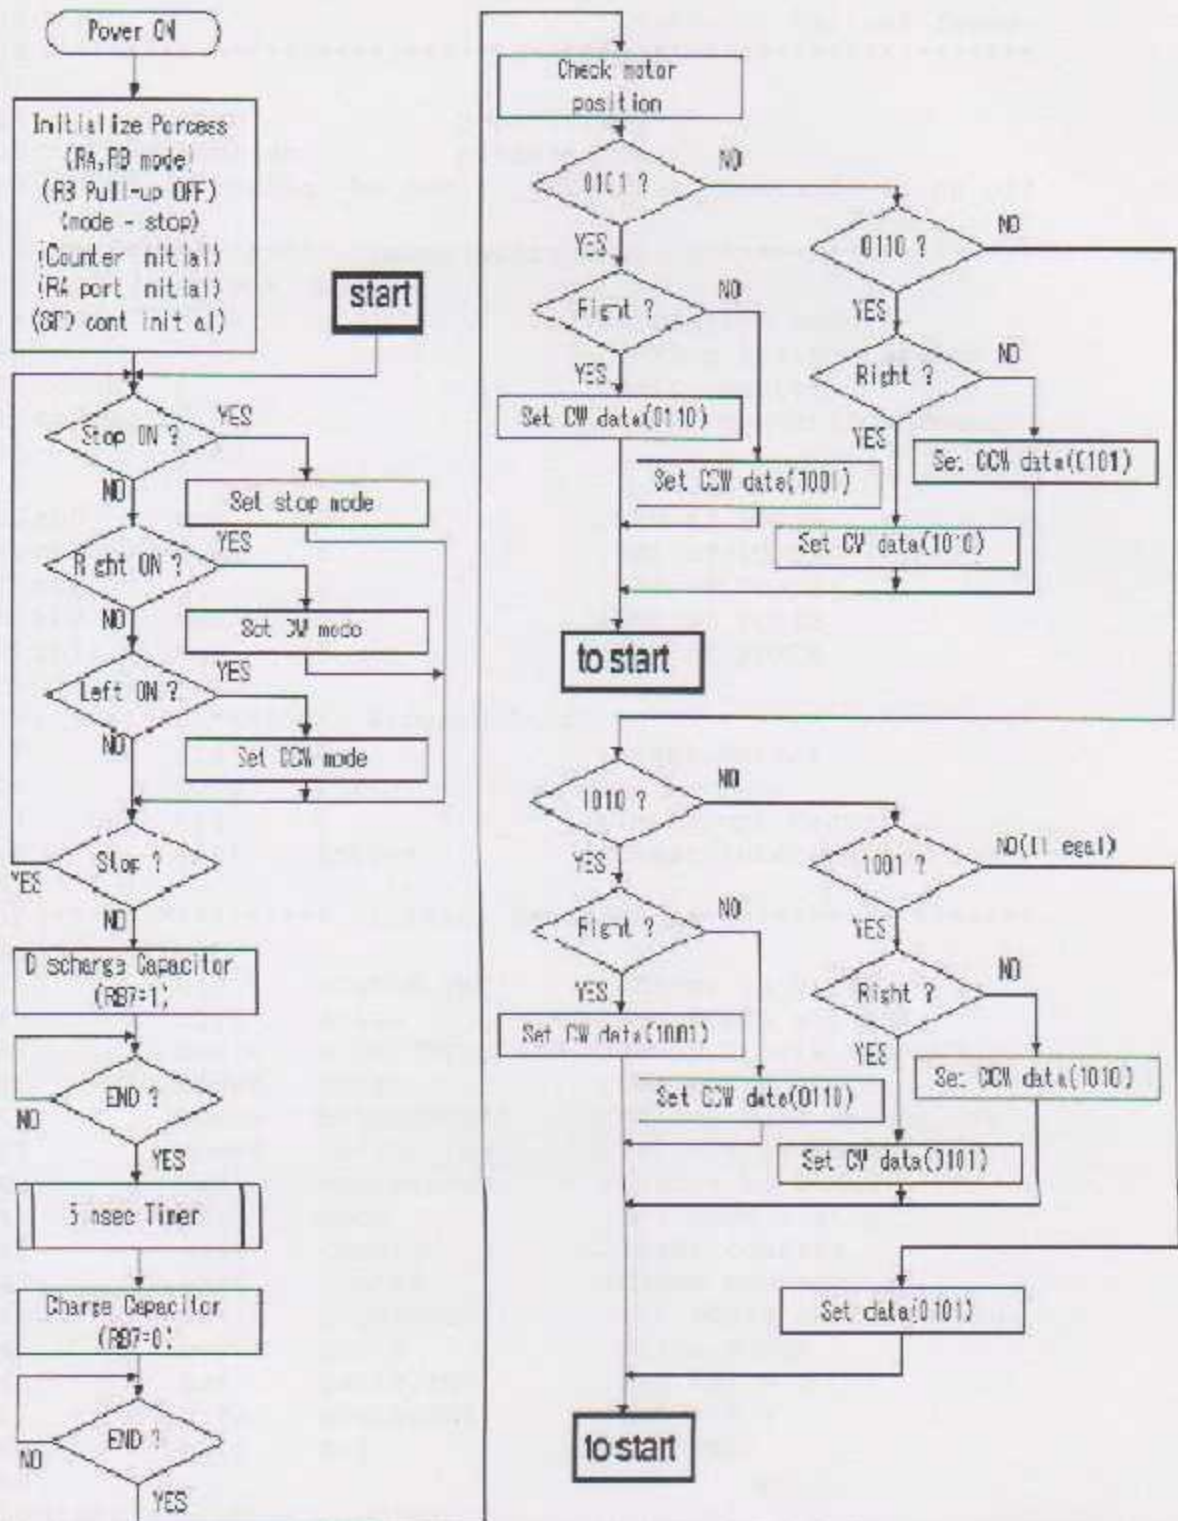 Power ON
Initialize Porcess
(RA,RB mode)
(RB Pull-up OFF)
(mode - stop)
(Counter initial)
(RA port initial)
(SPD cont initial)
start
Stop ON ?
YES
NO
Set stop mode
Right ON ?
YES
NO
Set CW mode
Left ON ?
YES
NO
Set CCW mode
Stop ?
YES
NO
Discharge Capacitor
(RB7=1)
END ?
NO
YES
5 msec Timer
Charge Capacitor
(RB7=0)
END ?
NO
YES
Check motor
position
0101 ?
NO
YES
Right ?
NO
YES
Set CW data(0110)
Set CCW data(1001)
0110 ?
NO
YES
Right ?
NO
YES
Set CCW data(0101)
Set CW data(1010)
to start
1010 ?
NO
YES
Right ?
NO
YES
Set CW data(1001)
Set CCW data(0110)
1001 ?
NO(Illegal)
YES
Right ?
NO
YES
Set CCW data(1010)
Set CW data(0101)
Set data(0101)
to start